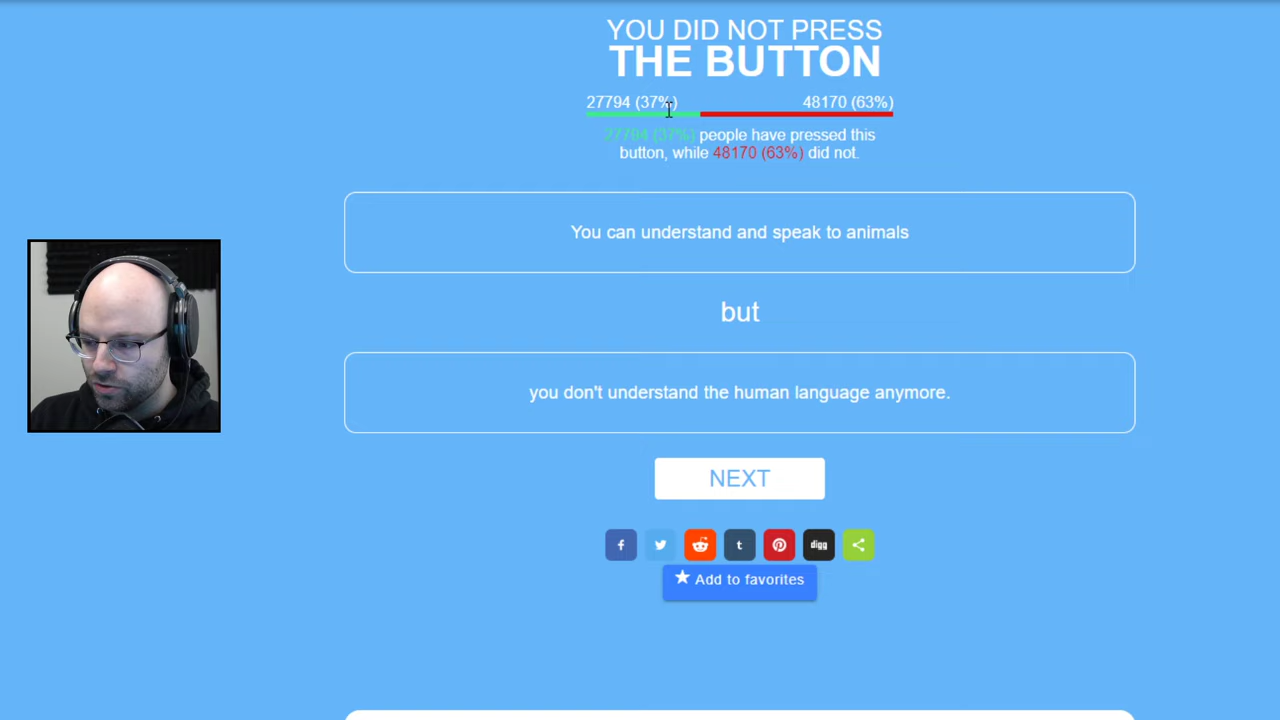 YOU DID NOT PRESS
THE BUTTON
27794 (37%) 48170 (63%)
27794 (37%) people have pressed this
button, while 48170 (63%) did not.
You can understand and speak to animals
but
you don't understand the human language anymore.
NEXT
f t digg
Add to favorites